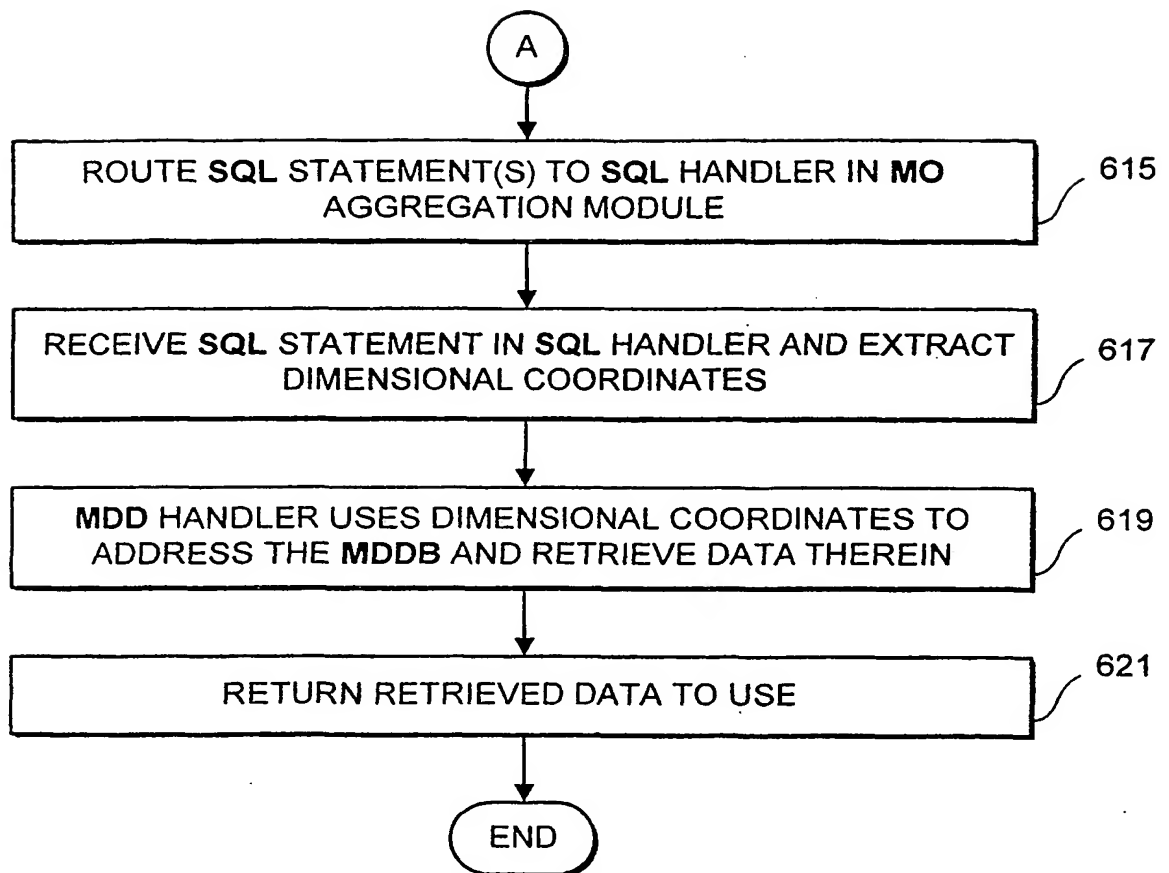 A
ROUTE SQL STATEMENT(S) TO SQL HANDLER IN MO
AGGREGATION MODULE
615
RECEIVE SQL STATEMENT IN SQL HANDLER AND EXTRACT
DIMENSIONAL COORDINATES
617
MDD HANDLER USES DIMENSIONAL COORDINATES TO
ADDRESS THE MDDB AND RETRIEVE DATA THEREIN
619
RETURN RETRIEVED DATA TO USE
621
END